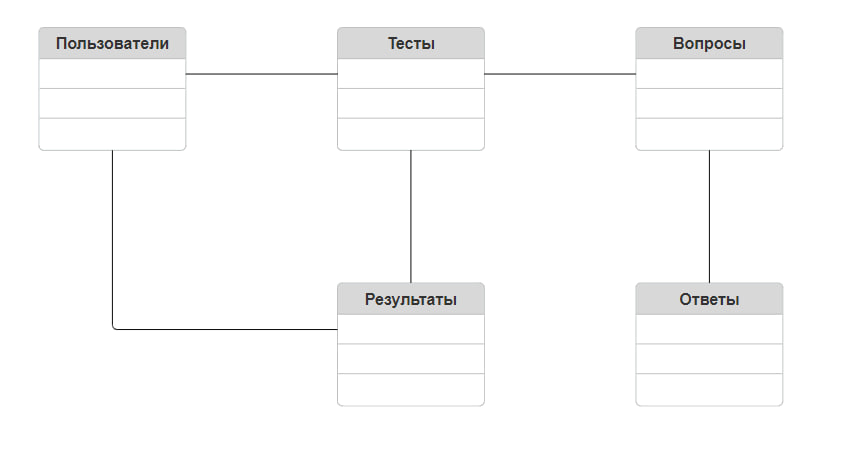 Пользователи
Тесты
Вопросы
Результаты
Ответы